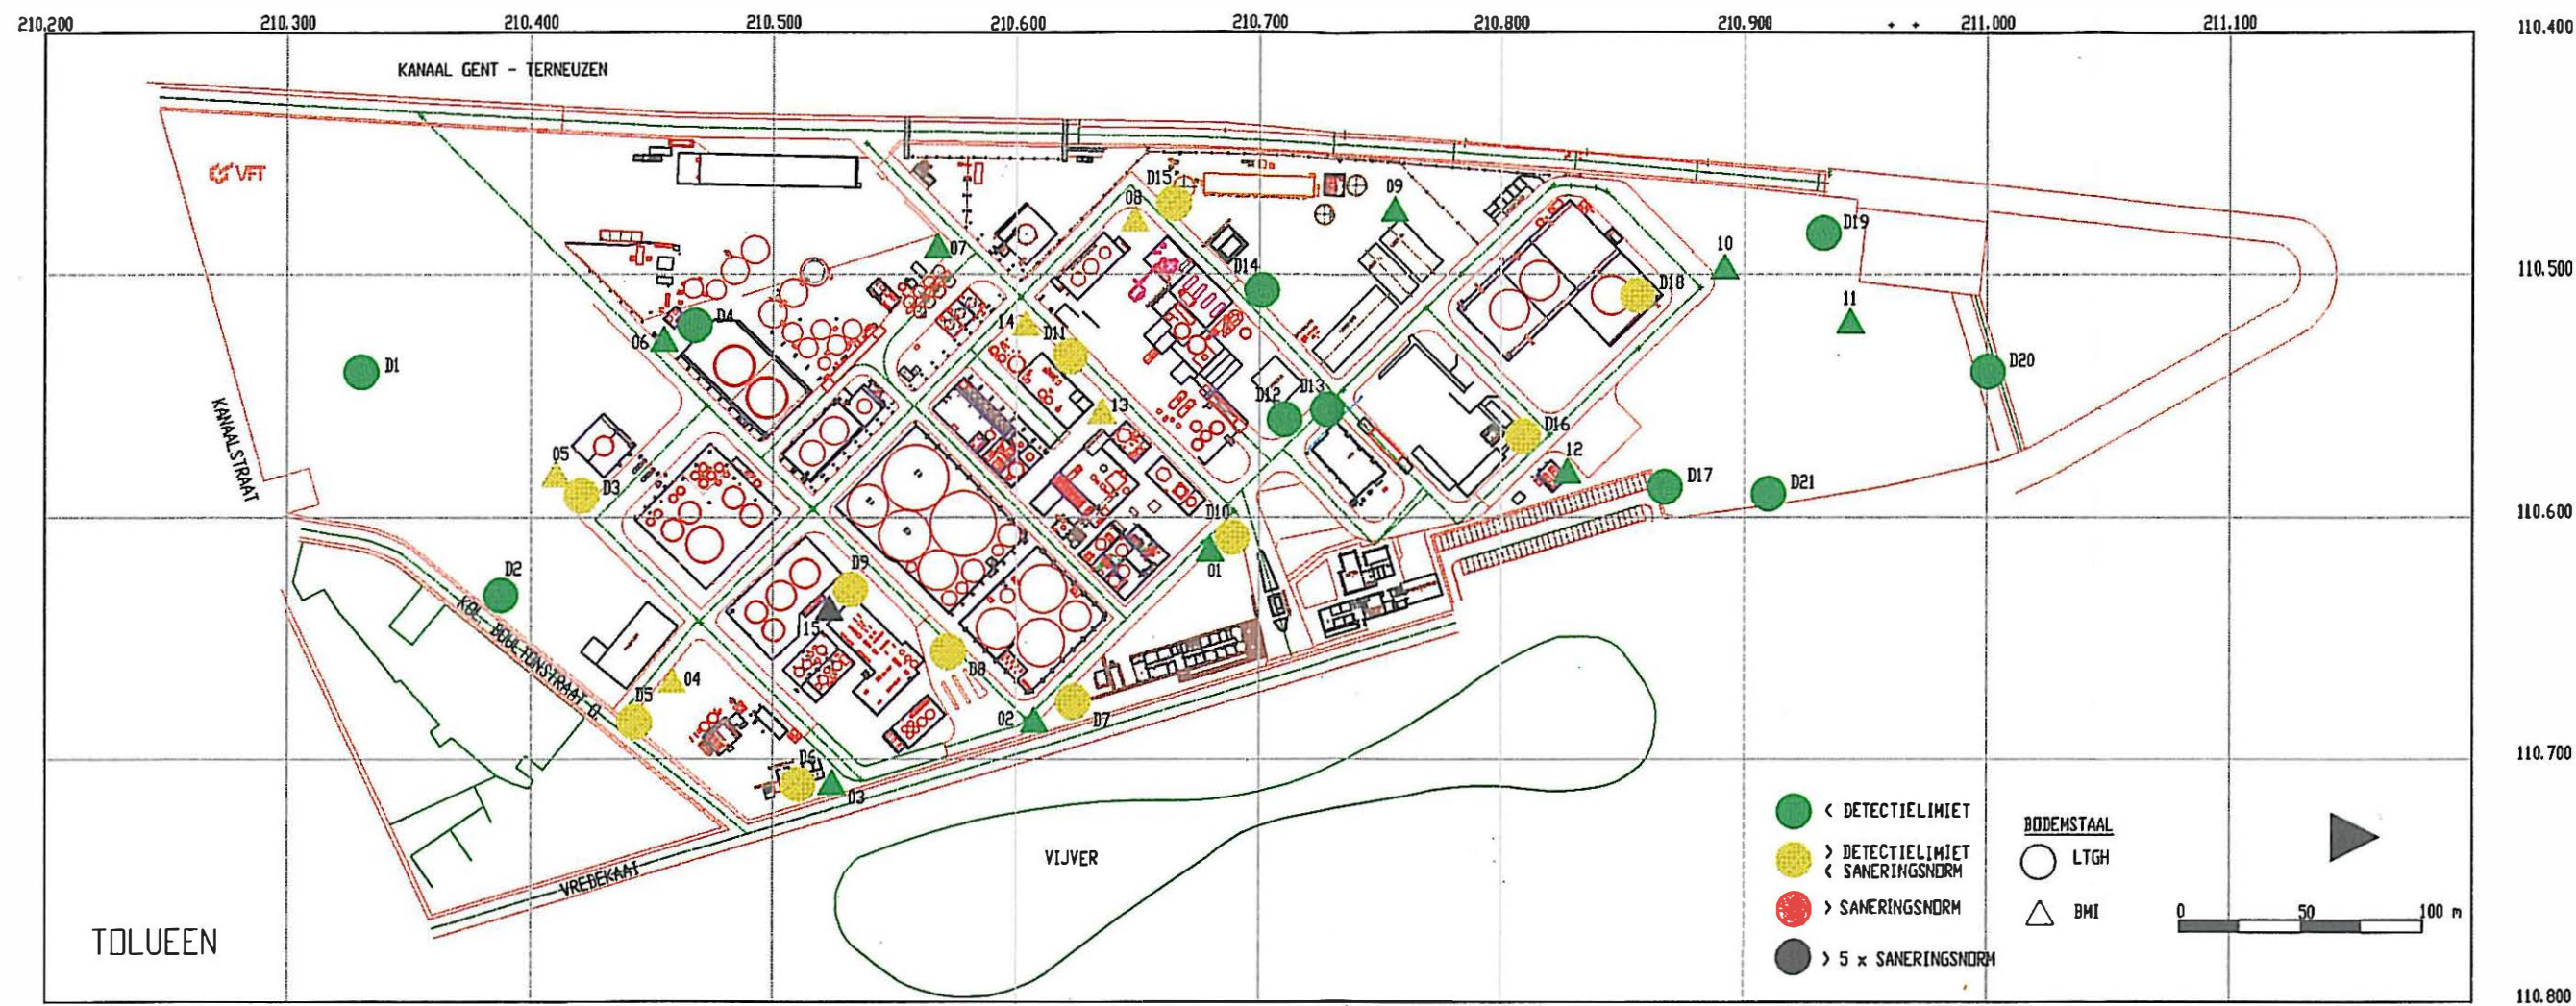 210.200 210.300 210.400 210.500 210.600 210.700 210.800 210.900 211.000 211.100 110.400
KANAAL GENT - TERNEUZEN
VFT
D15
08
09
D19
07
10
D14
110.500
D18
11
14
D4
D11
06
D1
D20
D13
D12
KANAALSTRAAT
13
D16
05
12
D3
D17
D21
D10
110.600
D9
01
D2
KOL. BOURTONSTRAAT O.
15
D8
04
D5
02
D7
110.700
D6
03
< DETECTIELIMIET
BODEMSTAAL
> DETECTIELIMIET
< SANERINGSNORM
LTGH
VIJVER
VREDEKAAI
> SANERINGSNORM
BMI
0 50 100 m
TOLUEEN
> 5 x SANERINGSNORM
110.800